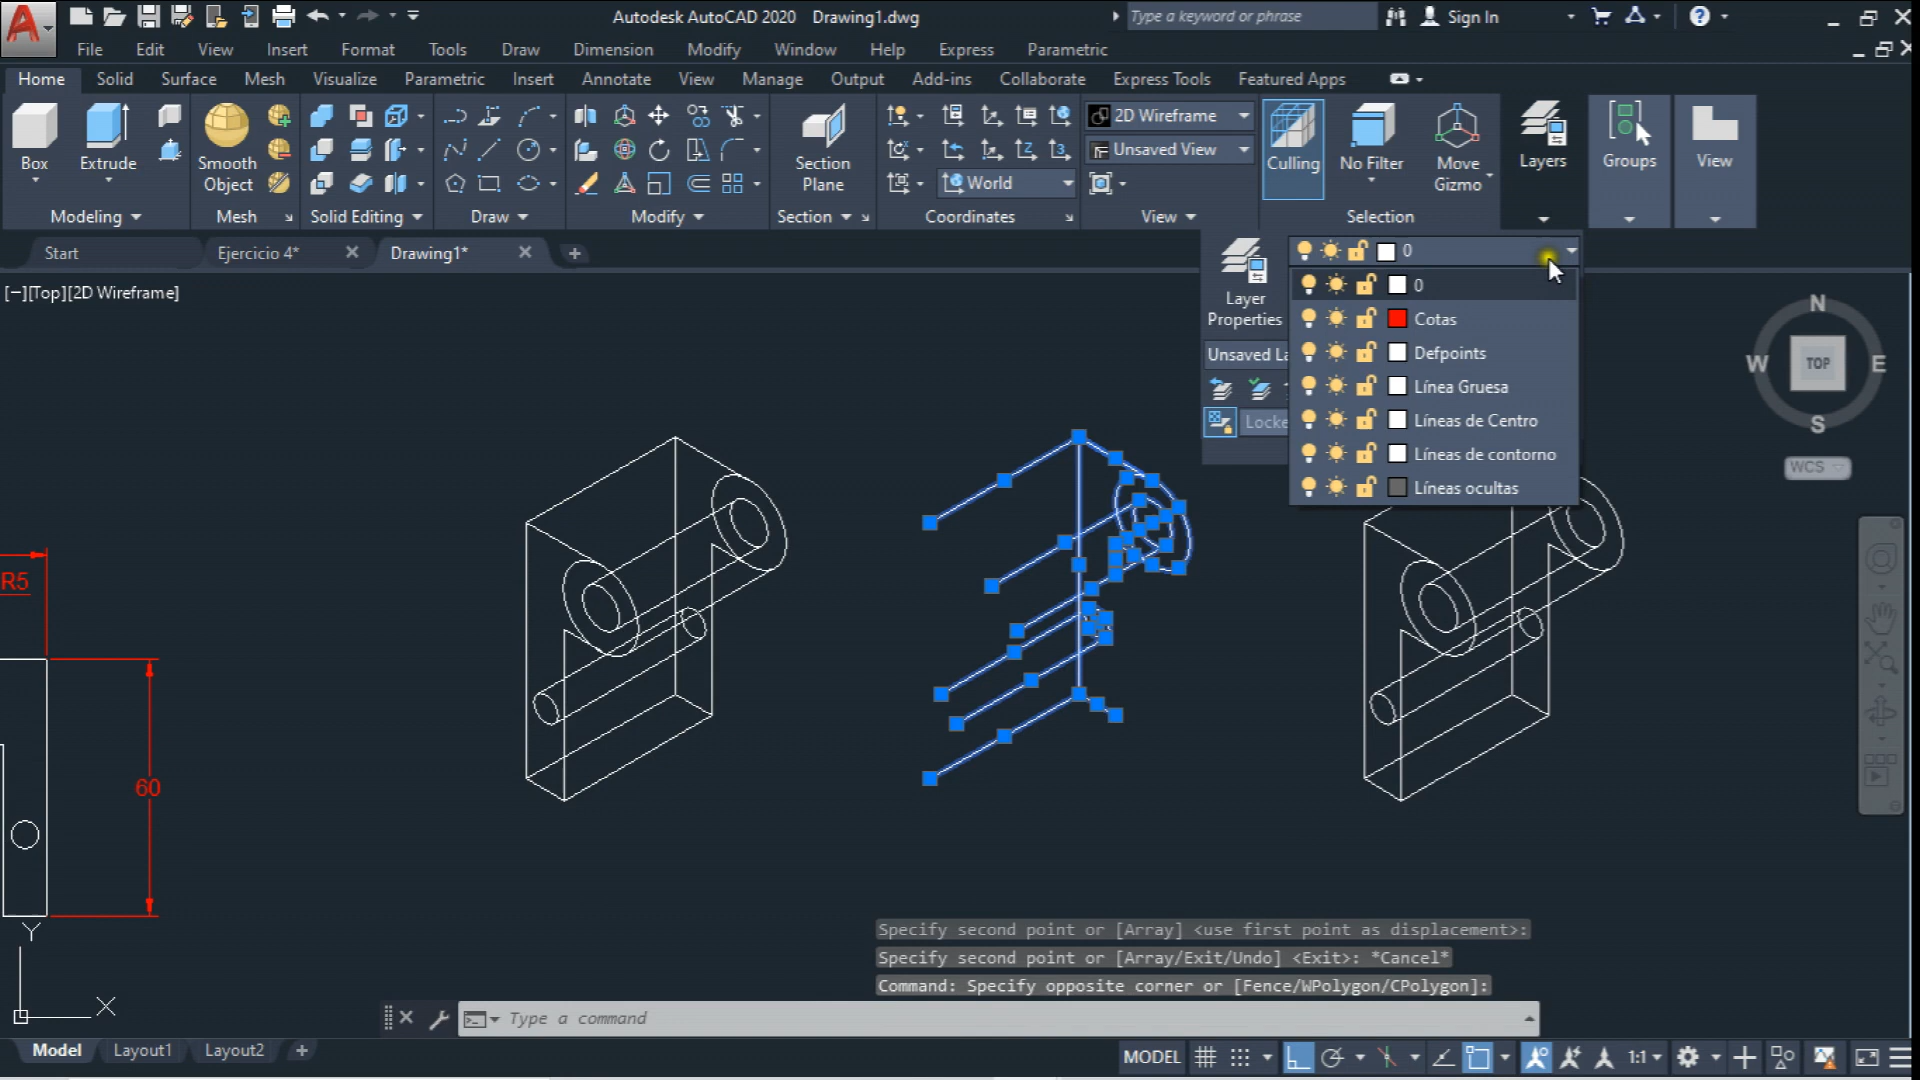 Autodesk AutoCAD 2020 Drawing1.dwg
Type a keyword or phrase
Sign In
File Edit View Insert Format Tools Draw Dimension Modify Window Help Express Parametric
Home Solid Surface Mesh Visualize Parametric Insert Annotate View Manage Output Add-ins Collaborate Express Tools Featured Apps
2D Wireframe
Unsaved View
World
Box
Extrude
Smooth
Object
Section
Plane
Culling
No Filter
Move
Gizmo
Layers
Groups
View
Modeling Mesh Solid Editing Draw Modify Section Coordinates View Selection
Start
Ejercicio 4*
Drawing1*
[−][Top][2D Wireframe]
Layer
Properties
Unsaved La
Locke
0
0
Cotas
Defpoints
Línea Gruesa
Líneas de Centro
Líneas de contorno
Líneas ocultas
N
W
TOP
E
S
WCS
R5
60
Y
X
Specify second point or [Array] <use first point as displacement>:
Specify second point or [Array/Exit/Undo] <Exit>: *Cancel*
Command: Specify opposite corner or [Fence/WPolygon/CPolygon]:
Type a command
Model Layout1 Layout2
MODEL
1:1